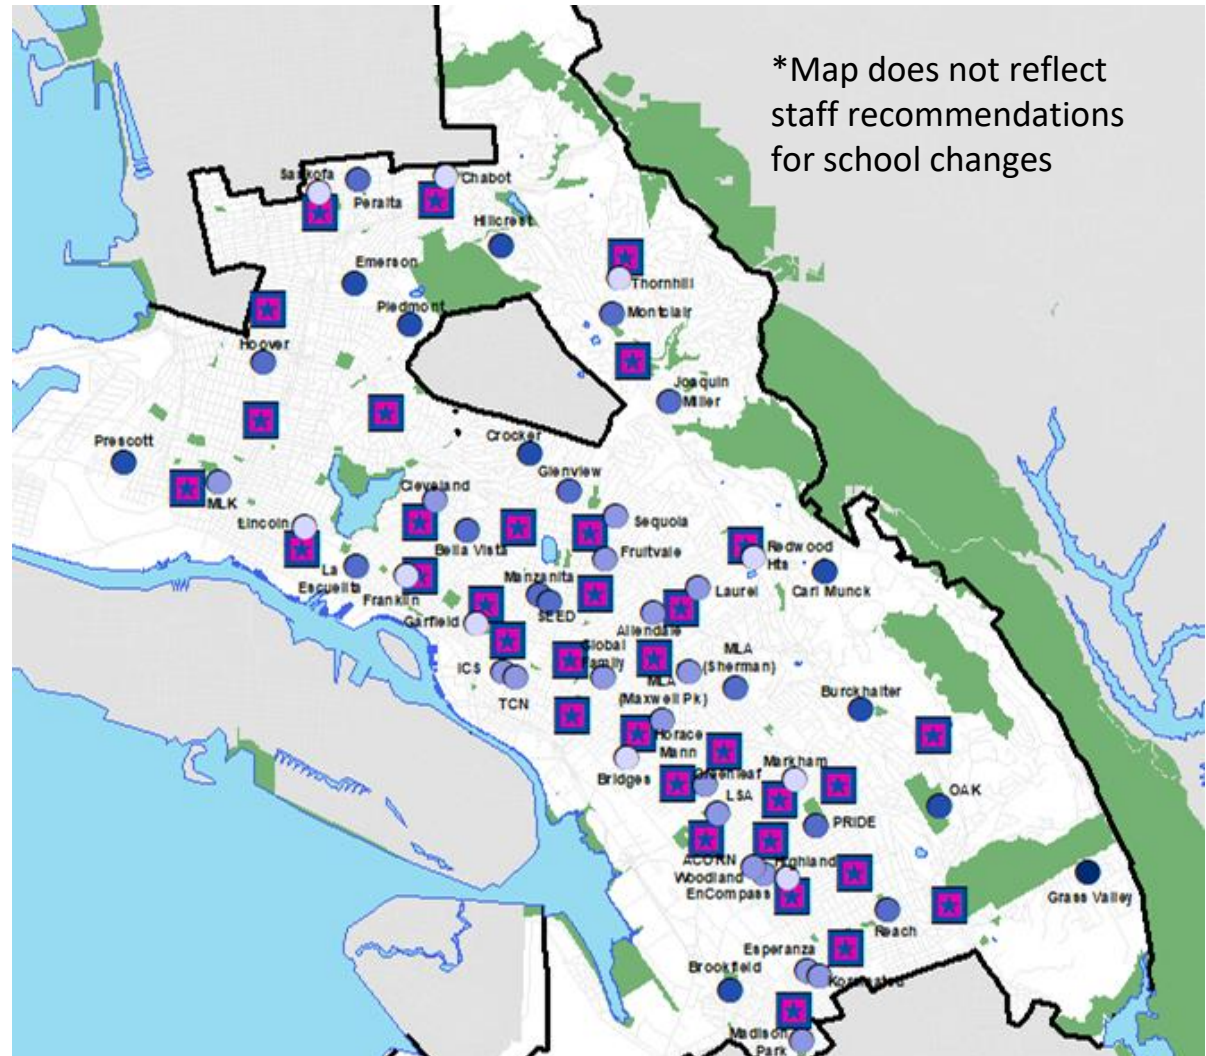 *Map does not reflect
staff recommendations
for school changes
Sankofa
Peralta
Chabot
Hillcrest
Thornhill
Emerson
Piedmont
Montclair
Hoover
Joaquin
Miller
Prescott
MLK
Crocker
Glenview
Cleveland
Lincoln
Bella Vista
Sequoia
Fruitvale
Redwood
Hts
La
Escuelita
Franklin
Manzanita
SEED
Laurel
Carl Munck
Garfield
Allendale
Global
Family
ICS
TCN
MLA
(Sherman)
MLA
(Maxwell Pk)
Burckhalter
Horace
Mann
Bridges
Greenleaf
Markham
LSA
OAK
PRIDE
ACORN
Woodland
EnCompass
Highland
Grass Valley
Reach
Esperanza
Korematsu
Brookfield
Madison
Park